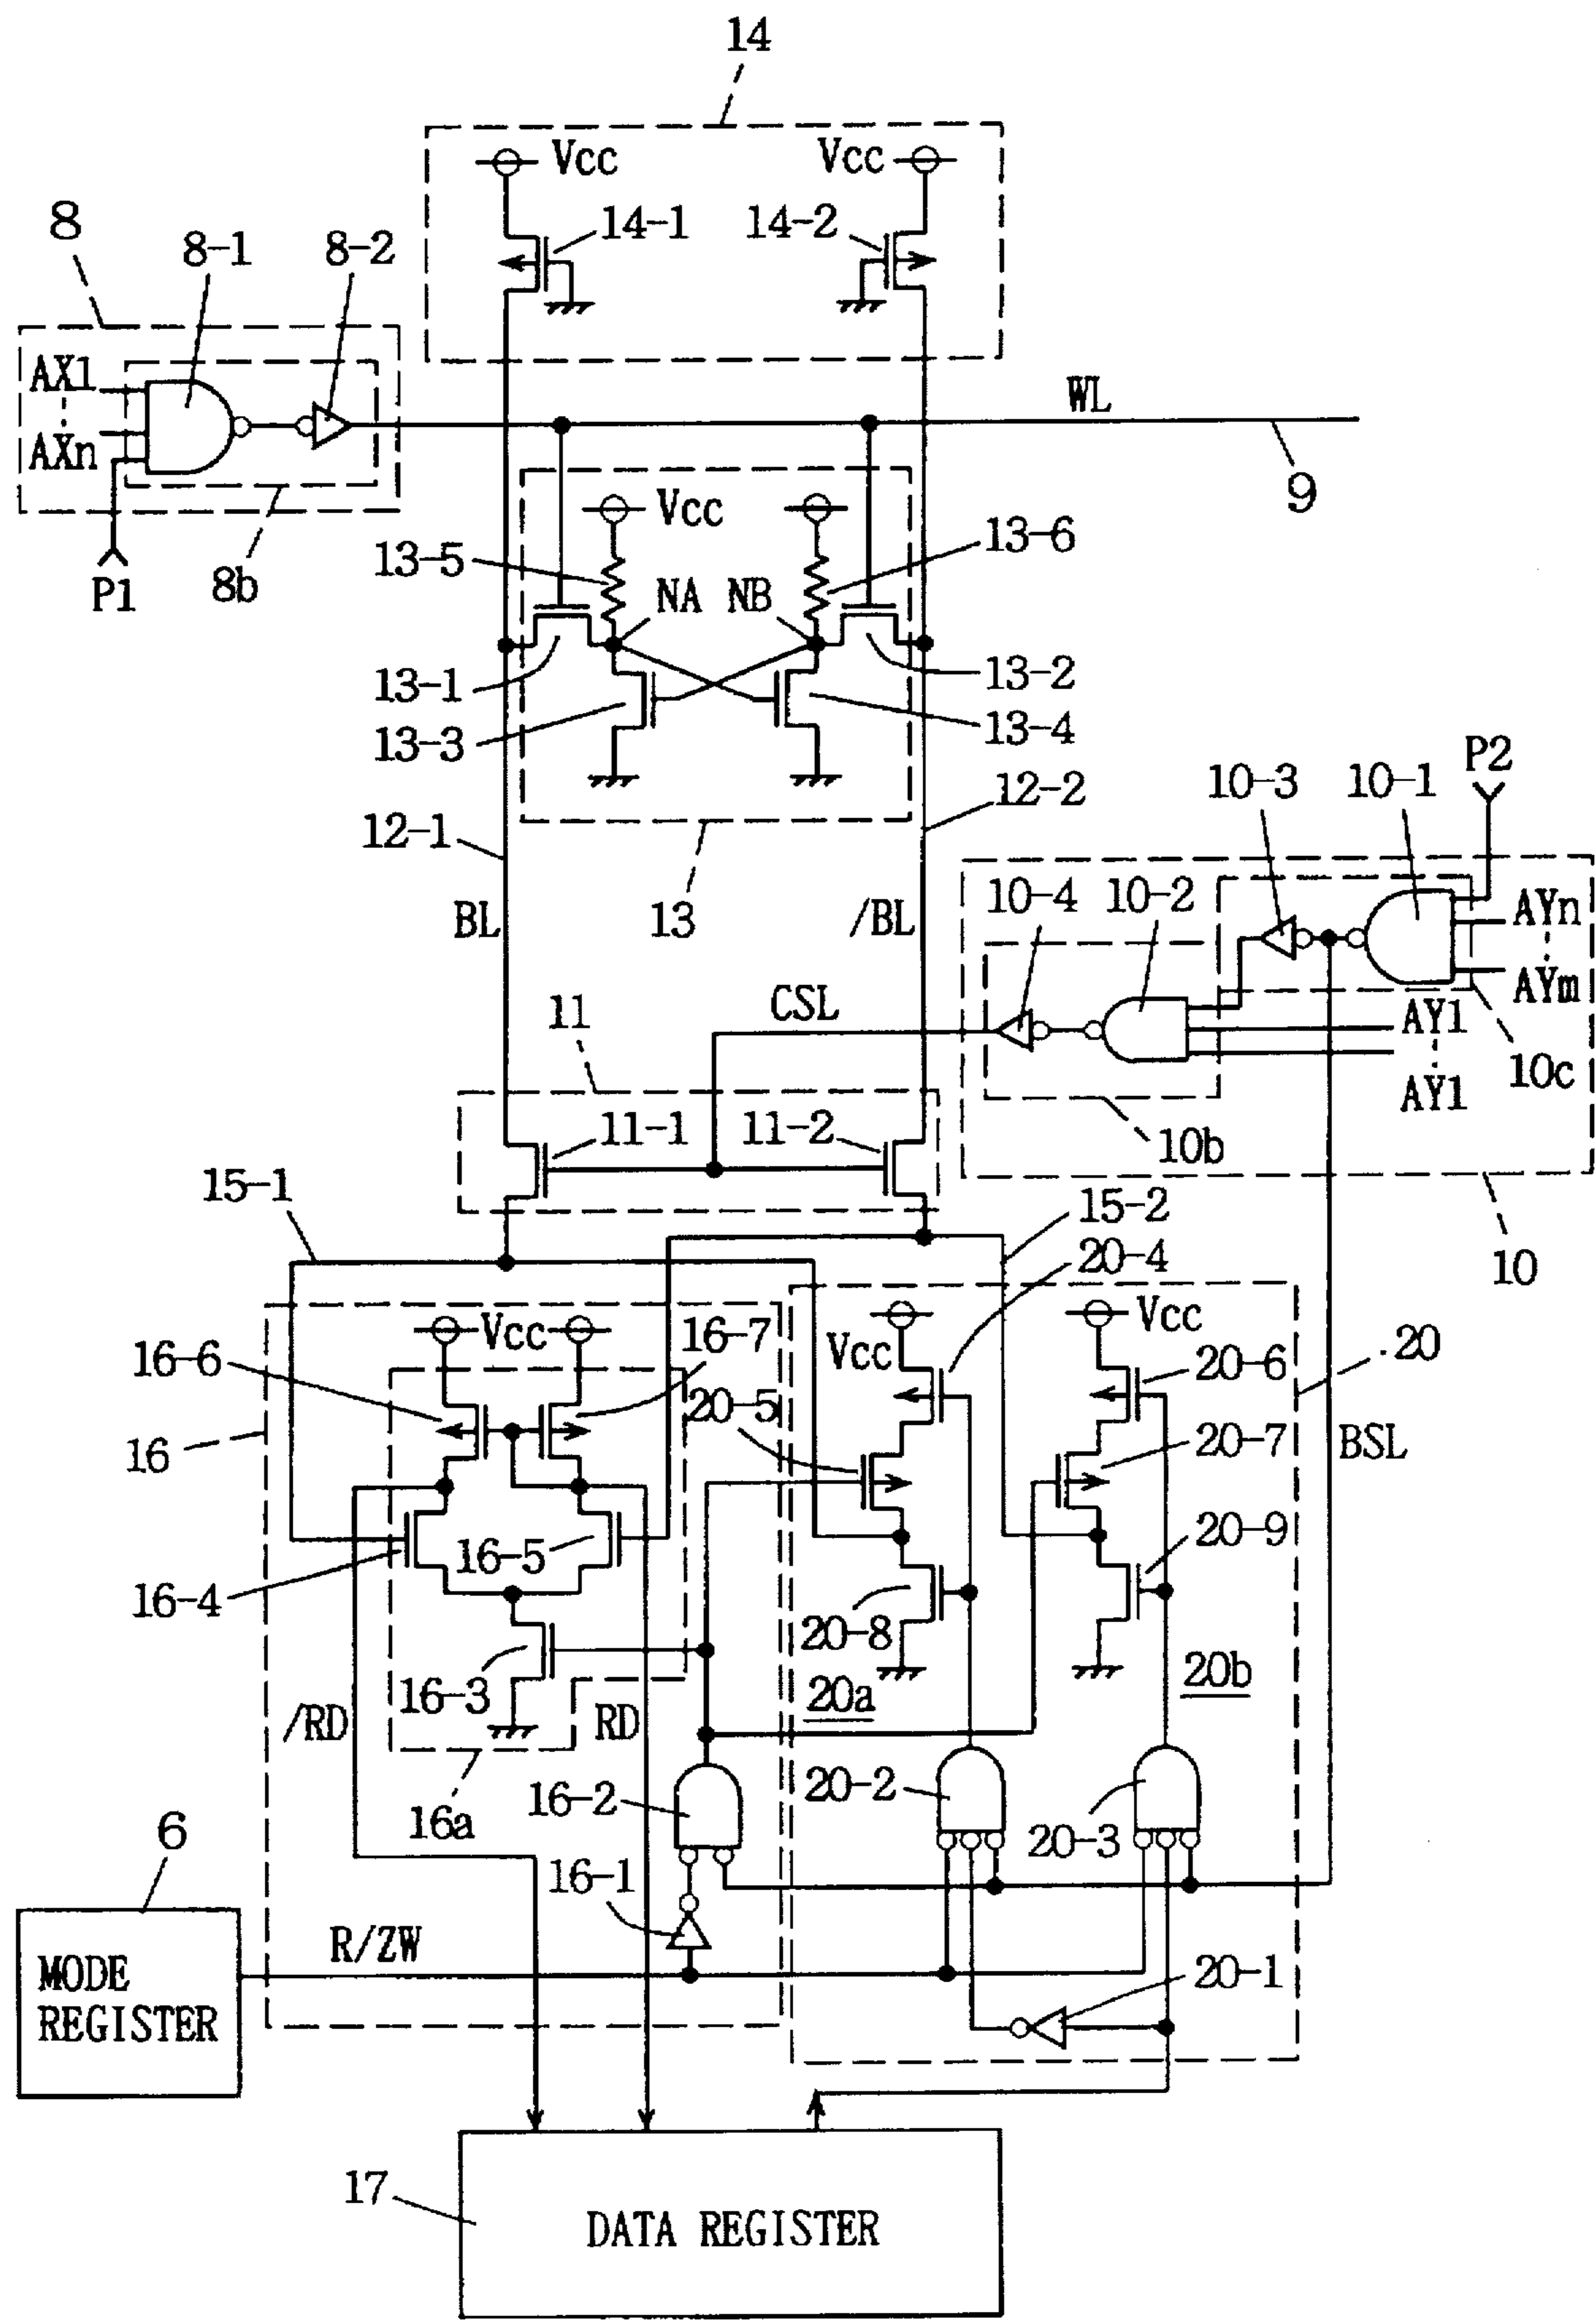 14
Vcc
Vcc
14-1
14-2
8
8-1
8-2
AX1
AXn
WL
9
P1
8b
Vcc
13-5
13-6
NA
NB
13-1
13-2
13-3
13-4
P2
10-3
10-1
12-1
12-2
10-4
10-2
AYn
BL
13
/BL
AYm
CSL
11
AY1
10c
AY1
11-1
11-2
10b
15-1
15-2
20-4
10
Vcc
16-7
Vcc
16-6
Vcc
20-6
20
20-5
16
20-7
BSL
16-5
20-9
16-4
20-8
16-3
20a
20b
/RD
RD
16-2
20-2
16a
20-3
6
16-1
R/ZW
MODE
REGISTER
20-1
17
DATA REGISTER